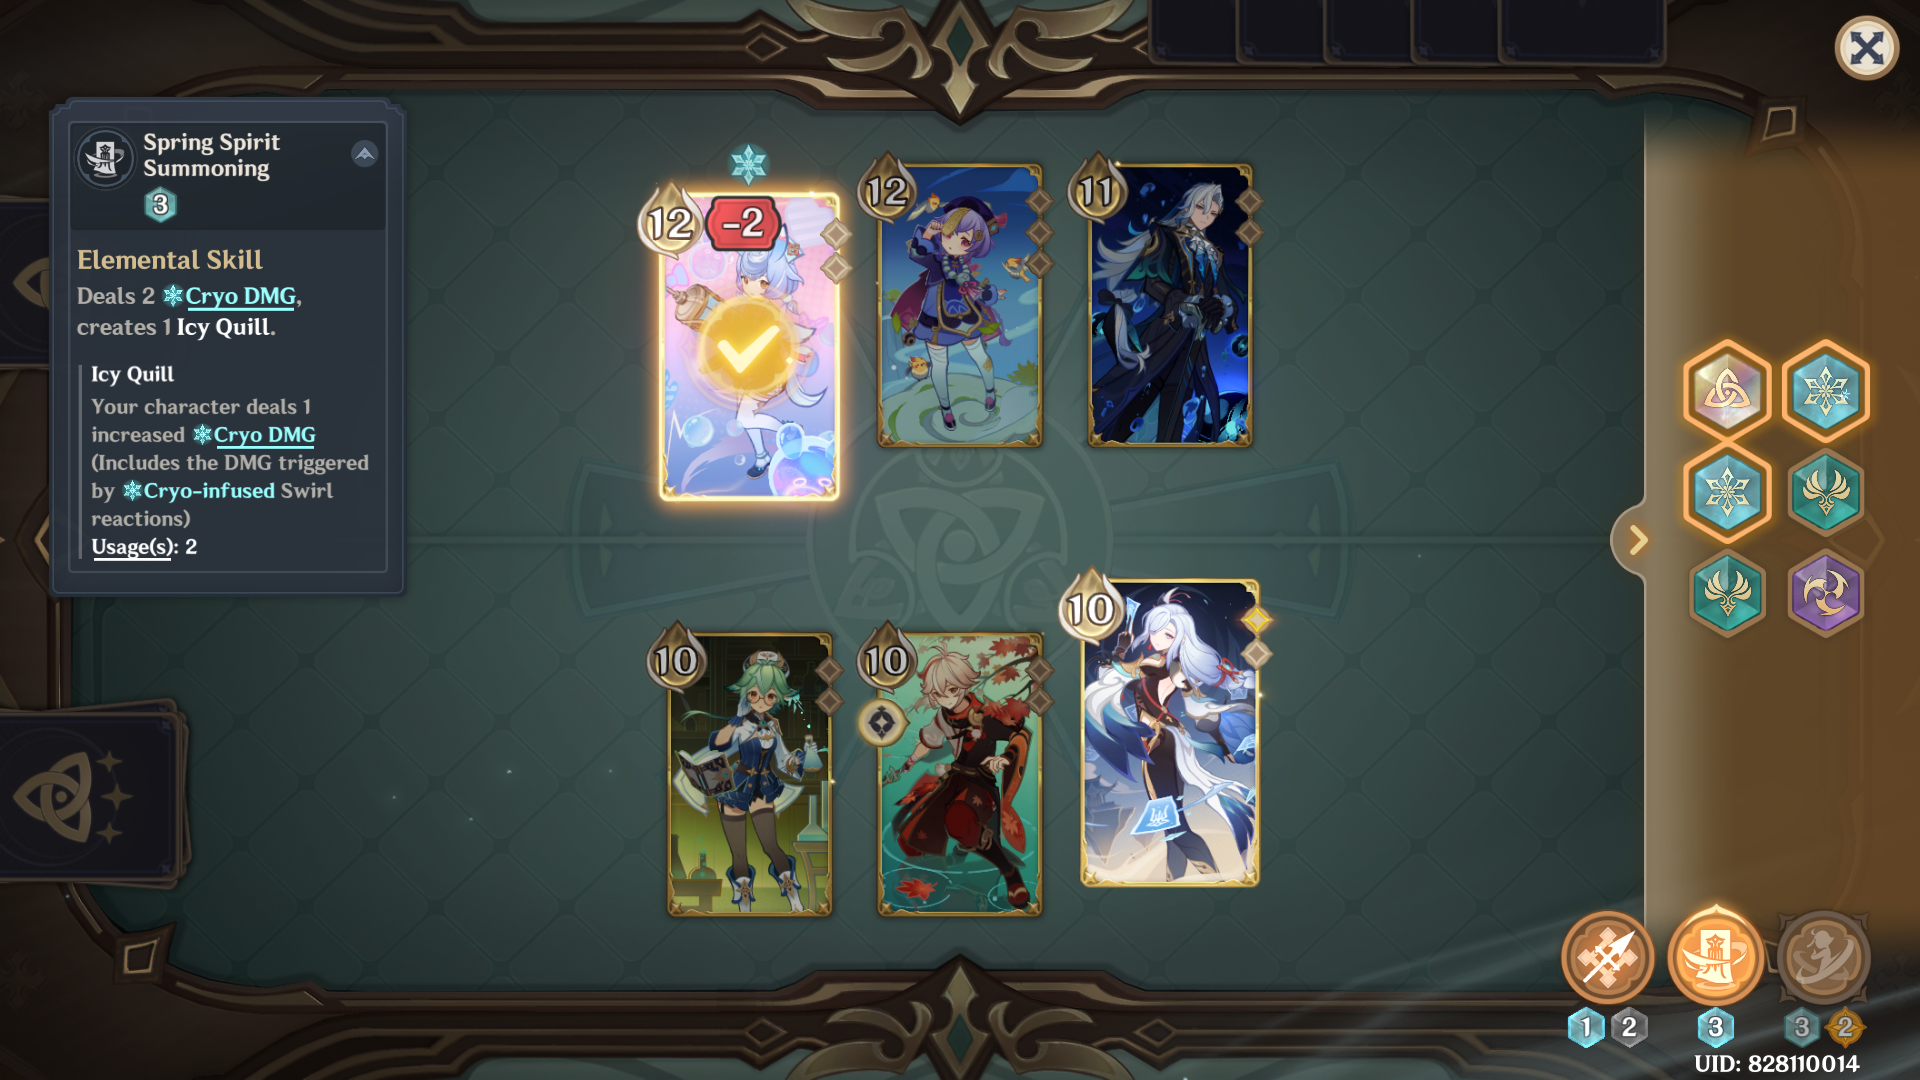 Spring Spirit
Summoning
3
Elemental Skill
Deals 2 Cryo DMG,
creates 1 Icy Quill.
Icy Quill
Your character deals 1
increased Cryo DMG
(Includes the DMG triggered
by Cryo-infused Swirl
reactions)
Usage(s): 2
12
-2
12
11
10
10
10
1
2
3
3
2
UID: 828110014